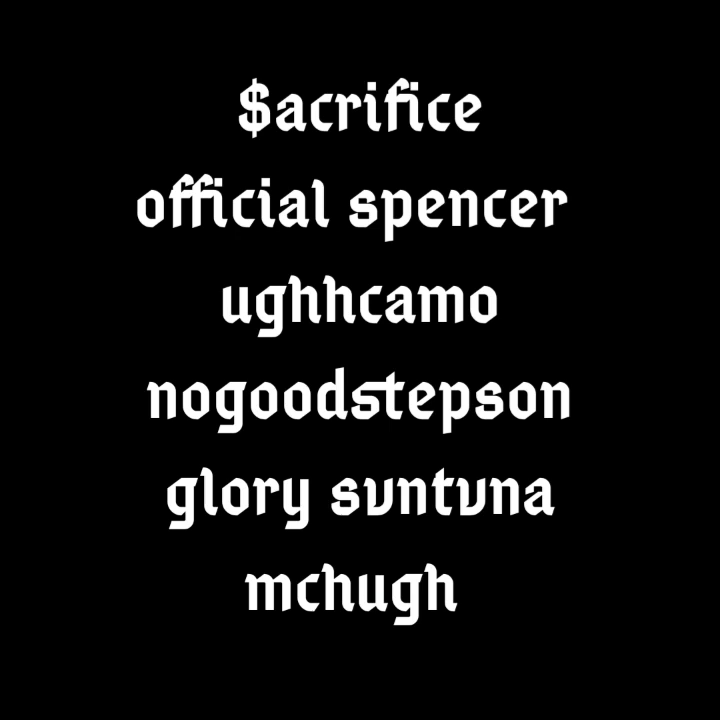 $acrifice
official spencer
ughhcamo
nogoodstepson
glory svntvna
mchugh